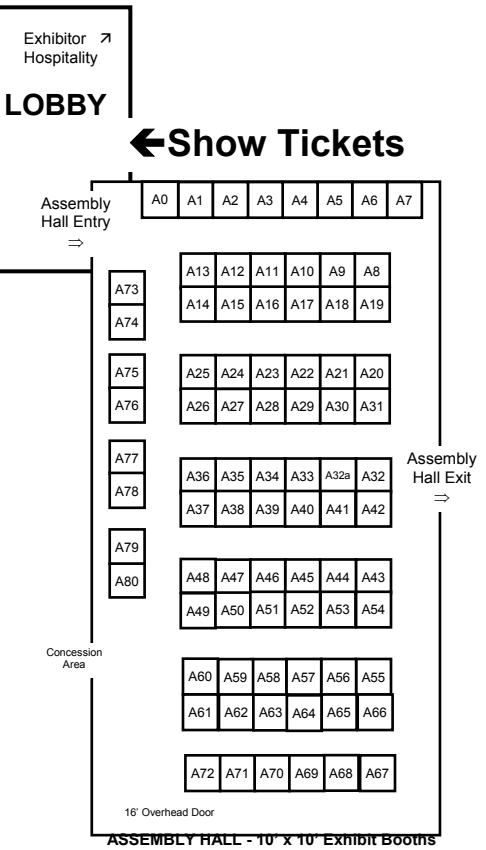 Exhibitor ↗
Hospitality
LOBBY
🡰Show Tickets
Assembly
Hall Entry
⇒
A0 A1 A2 A3 A4 A5 A6 A7
A13 A12 A11 A10 A9 A8
A14 A15 A16 A17 A18 A19
A73
A74
A25 A24 A23 A22 A21 A20
A26 A27 A28 A29 A30 A31
A75
A76
A36 A35 A34 A33 A32a A32
A37 A38 A39 A40 A41 A42
A77
A78
Assembly
Hall Exit
⇒
A79
A80
A48 A47 A46 A45 A44 A43
A49 A50 A51 A52 A53 A54
Concession
Area
A60 A59 A58 A57 A56 A55
A61 A62 A63 A64 A65 A66
A72 A71 A70 A69 A68 A67
16' Overhead Door
ASSEMBLY HALL - 10' x 10' Exhibit Booths